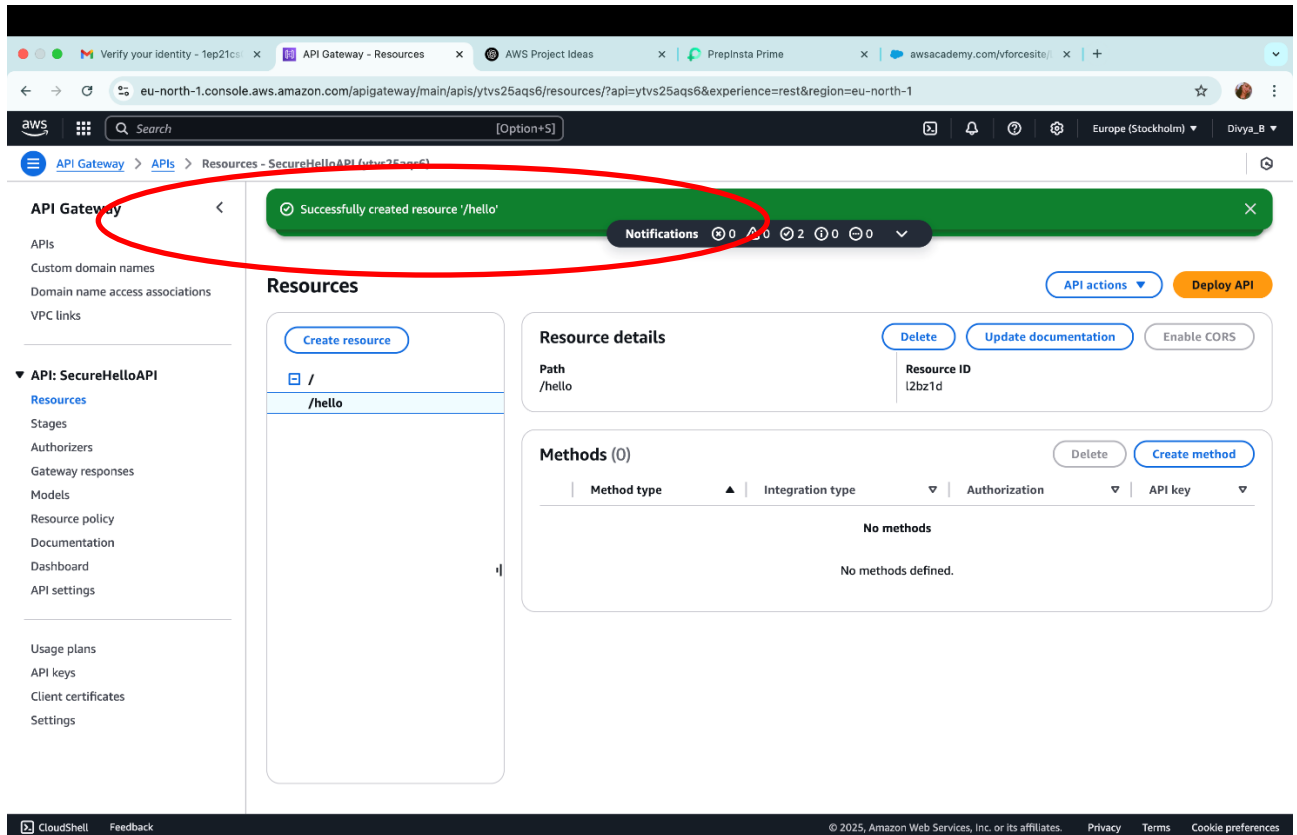 Verify your identity - 1ep21cs
API Gateway - Resources
AWS Project Ideas
PrepInsta Prime
awsacademy.com/vforcesite/
eu-north-1.console.aws.amazon.com/apigateway/main/apis/ytvs25aqs6/resources/?api=ytvs25aqs6&experience=rest&region=eu-north-1
aws
Search
[Option+S]
Europe (Stockholm)
Divya_B
API Gateway > APIs > Resources - SecureHelloAPI (ytvs25aqs6)
API Gateway
APIs
Custom domain names
Domain name access associations
VPC links
API: SecureHelloAPI
Resources
Stages
Authorizers
Gateway responses
Models
Resource policy
Documentation
Dashboard
API settings
Usage plans
API keys
Client certificates
Settings
Successfully created resource '/hello'
Notifications 0 0 2 0 0
Resources
API actions
Deploy API
Create resource
/
/hello
Resource details
Delete
Update documentation
Enable CORS
Path
/hello
Resource ID
l2bz1d
Methods (0)
Delete
Create method
Method type
Integration type
Authorization
API key
No methods
No methods defined.
CloudShell
Feedback
© 2025, Amazon Web Services, Inc. or its affiliates.
Privacy
Terms
Cookie preferences